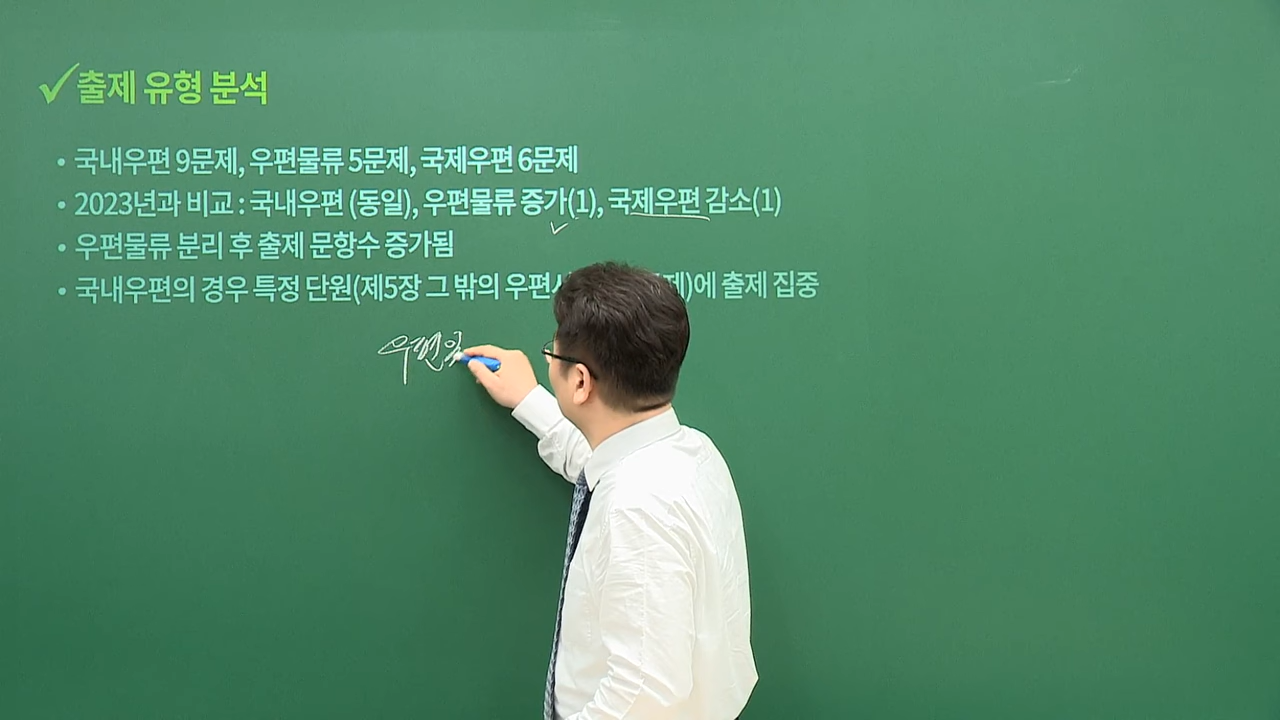 ✓출제 유형 분석
• 국내우편 9문제, 우편물류 5문제, 국제우편 6문제
• 2023년과 비교 : 국내우편 (동일), 우편물류 증가(1), 국제우편 감소(1)
• 우편물류 분리 후 출제 문항수 증가됨
• 국내우편의 경우 특정 단원(제5장 그 밖의 우편 제)에 출제 집중
우편